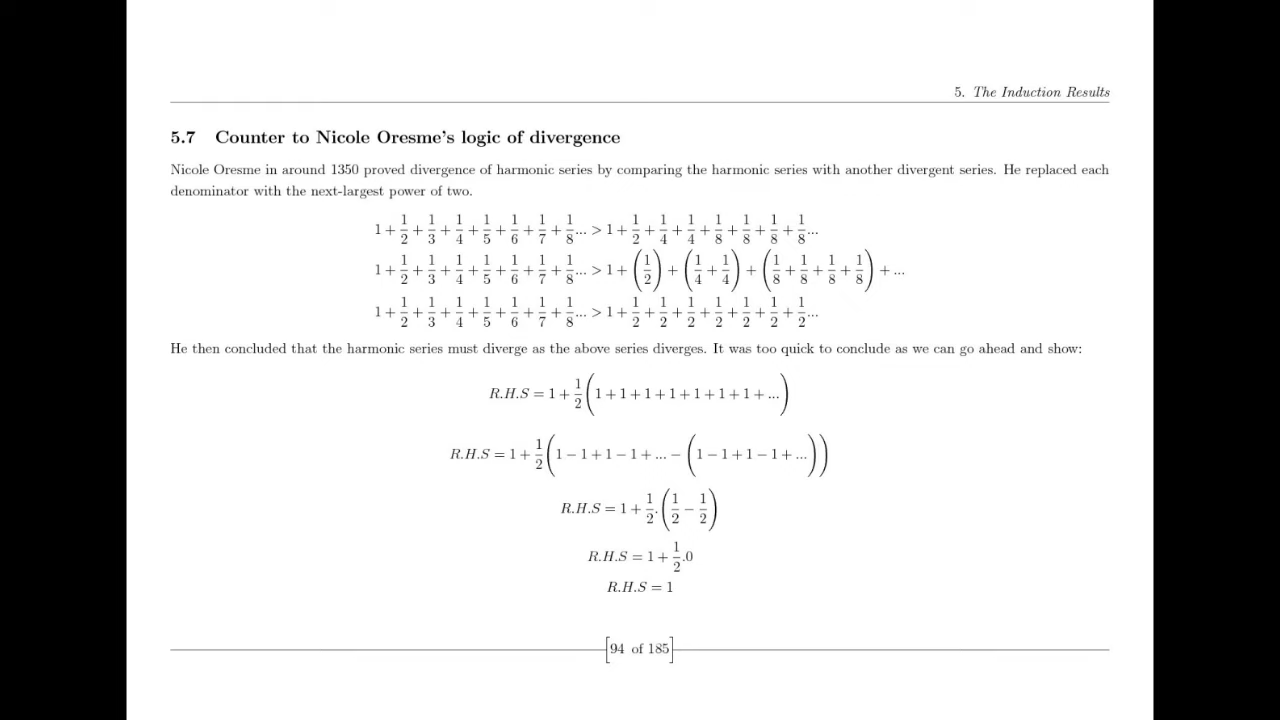 5. The Induction Results
5.7 Counter to Nicole Oresme's logic of divergence
Nicole Oresme in around 1350 proved divergence of harmonic series by comparing the harmonic series with another divergent series. He replaced each
denominator with the next-largest power of two.
1 + 1/2 + 1/3 + 1/4 + 1/5 + 1/6 + 1/7 + 1/8 ... > 1 + 1/2 + 1/4 + 1/4 + 1/8 + 1/8 + 1/8 + 1/8 ...
1 + 1/2 + 1/3 + 1/4 + 1/5 + 1/6 + 1/7 + 1/8 ... > 1 + (1/2) + (1/4 + 1/4) + (1/8 + 1/8 + 1/8 + 1/8) + ...
1 + 1/2 + 1/3 + 1/4 + 1/5 + 1/6 + 1/7 + 1/8 ... > 1 + 1/2 + 1/2 + 1/2 + 1/2 + 1/2 + 1/2 + 1/2 ...
He then concluded that the harmonic series must diverge as the above series diverges. It was too quick to conclude as we can go ahead and show:
R.H.S = 1 + 1/2 (1 + 1 + 1 + 1 + 1 + 1 + 1 + ...)
R.H.S = 1 + 1/2 (1 − 1 + 1 − 1 + ... − (1 − 1 + 1 − 1 + ...))
R.H.S = 1 + 1/2 . (1/2 − 1/2)
R.H.S = 1 + 1/2 .0
R.H.S = 1
[94 of 185]